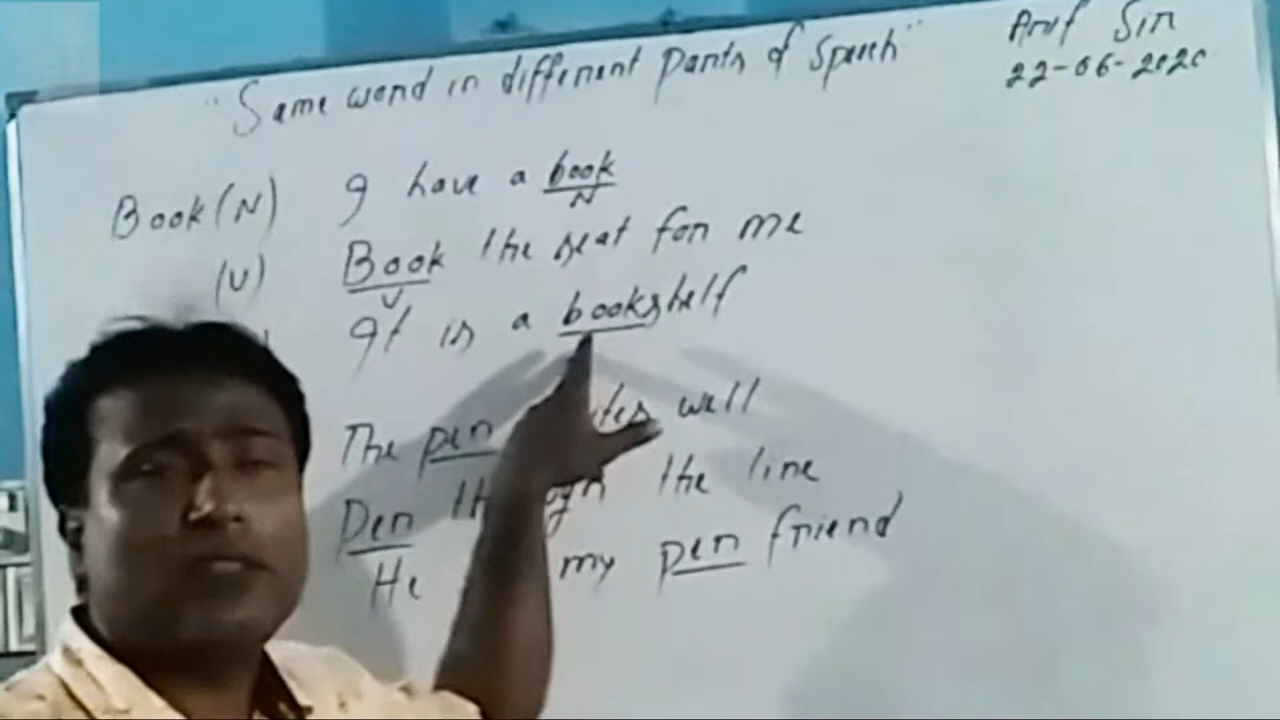 "Same word in different parts of speech"
Arif Sir
22-06-2020
Book (N) I have a book
N
(V) Book the seat for me
V
It is a bookshelf
The pen well
Pen the line
He my pen friend